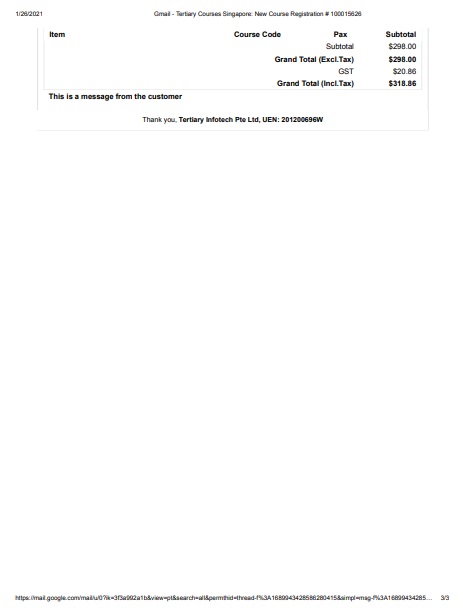 1/26/2021 Gmail - Tertiary Courses Singapore: New Course Registration # 100015626
Item Course Code Pax Subtotal
Subtotal $298.00
Grand Total (Excl.Tax) $298.00
GST $20.86
Grand Total (Incl.Tax) $318.86
This is a message from the customer
Thank you, Tertiary Infotech Pte Ltd, UEN: 201200696W
https://mail.google.com/mail/u/0?ik=3f3a992a1b&view=pt&search=all&permthid=thread-f%3A1689943428586280415&simpl=msg-f%3A16899434285... 3/3